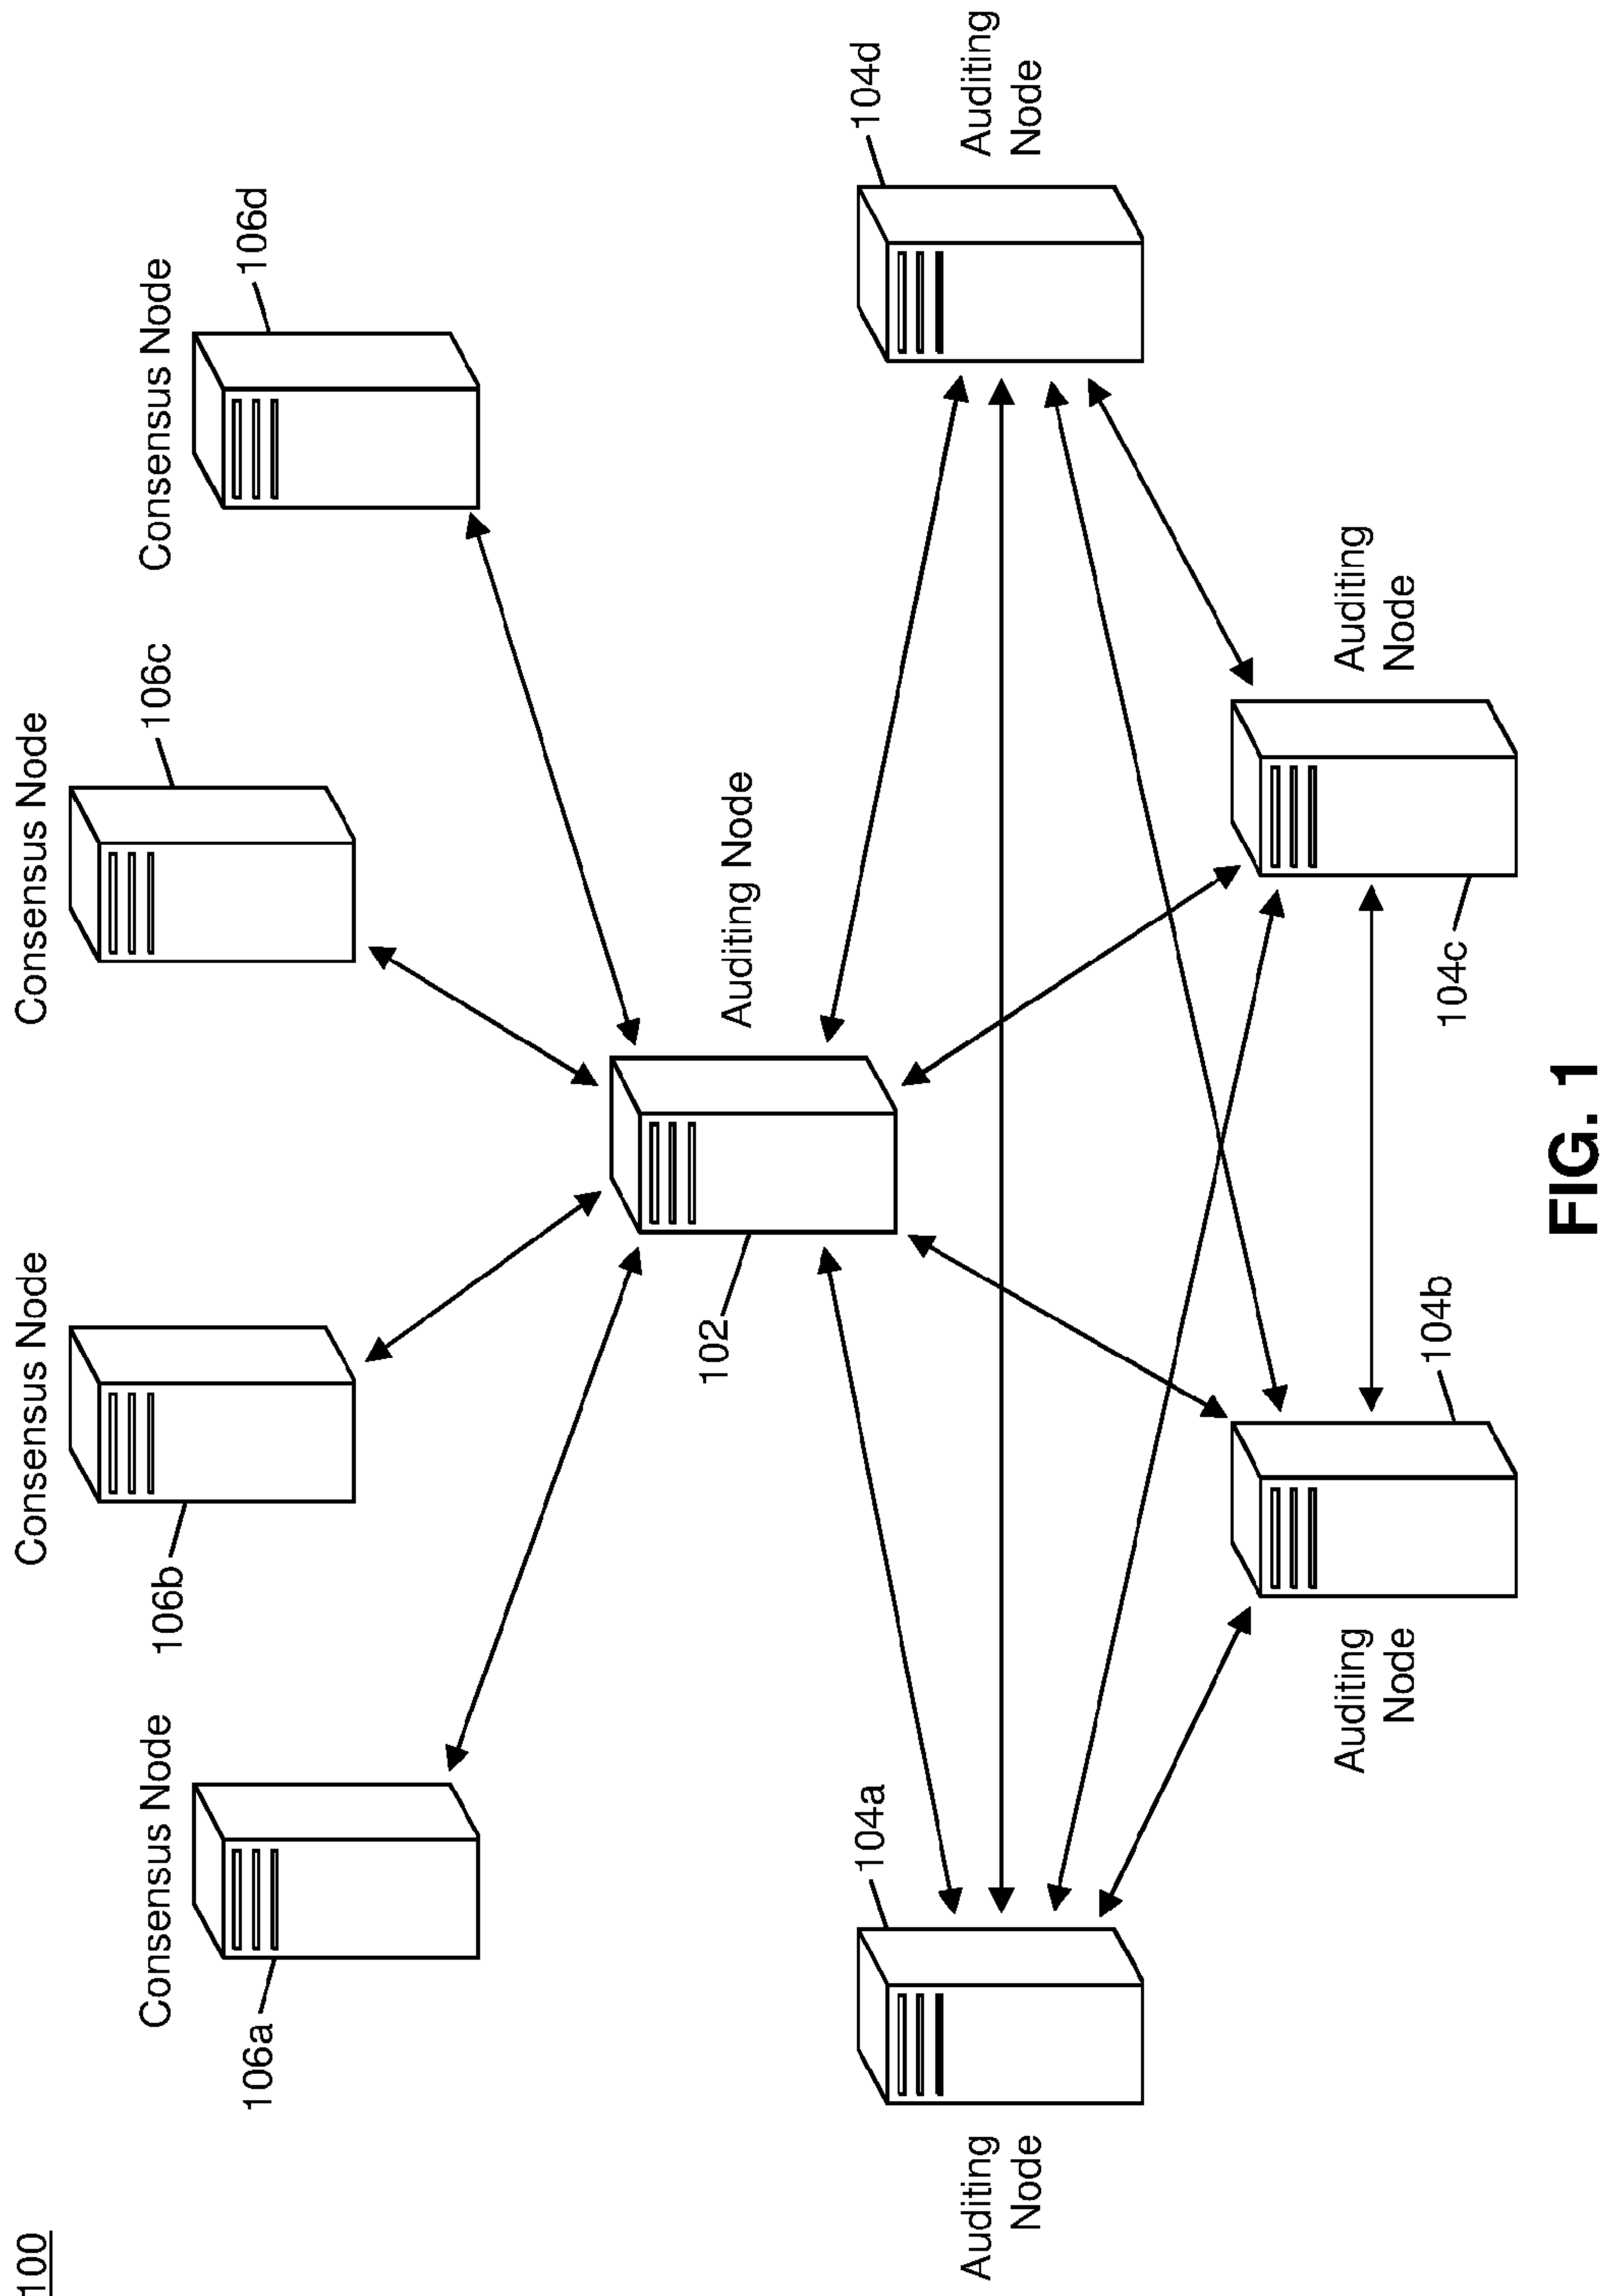 100
Consensus Node
Consensus Node
106b
106c
Consensus Node
Consensus Node
106a
106d
102
Auditing Node
104a
104d
Auditing
Node
Auditing
Node
Auditing
Node
104b
104c
Auditing
Node
FIG. 1